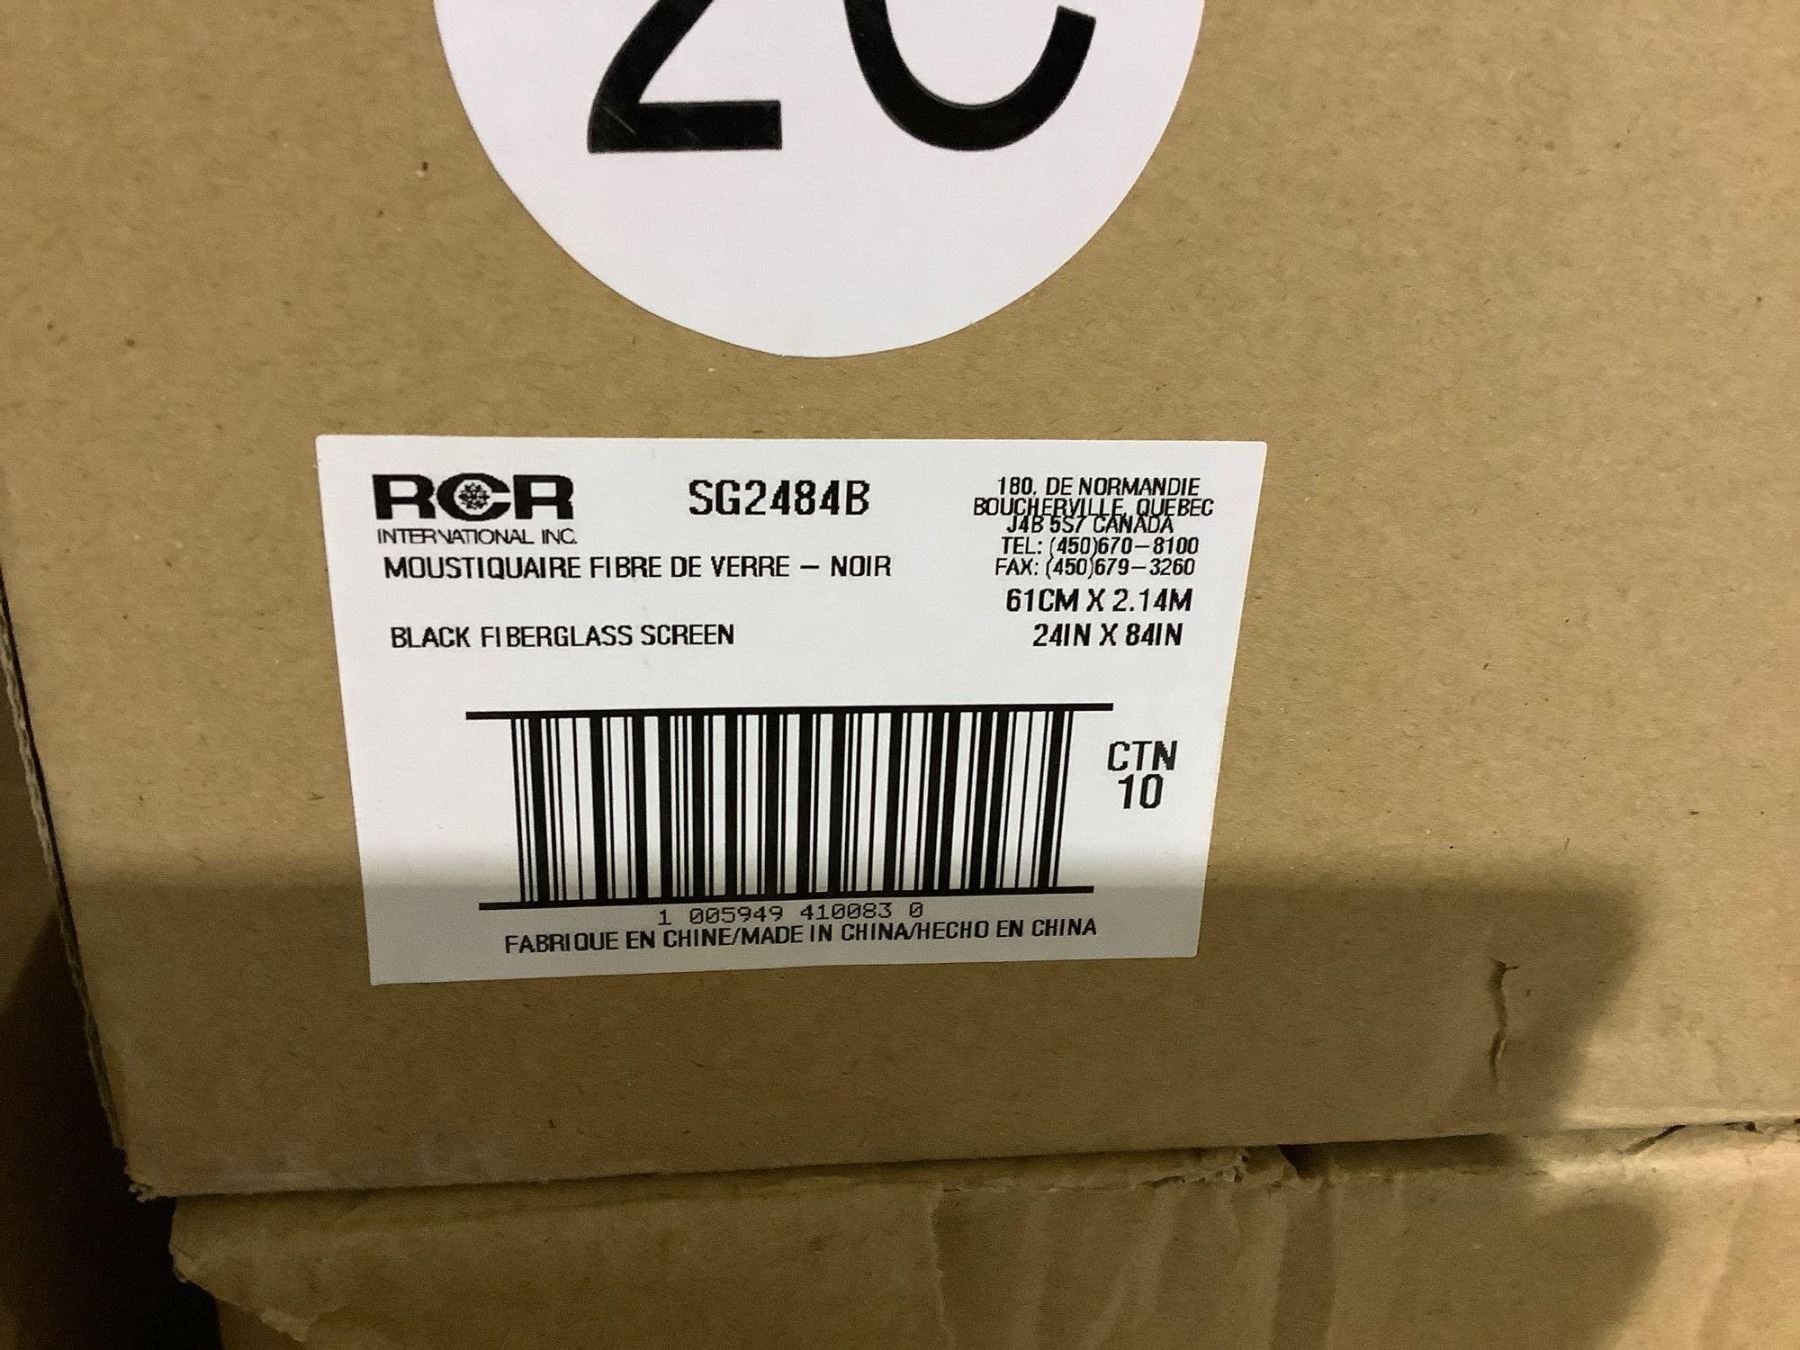 2C
RCR
INTERNATIONAL INC.
SG2484B
180, DE NORMANDIE
BOUCHERVILLE, QUEBEC
J4B 5S7 CANADA
TEL: (450)670-8100
FAX: (450)679-3260
MOUSTIQUAIRE FIBRE DE VERRE - NOIR
61CM X 2.14M
BLACK FIBERGLASS SCREEN
24IN X 84IN
CTN
10
1 005949 410083 0
FABRIQUE EN CHINE/MADE IN CHINA/HECHO EN CHINA